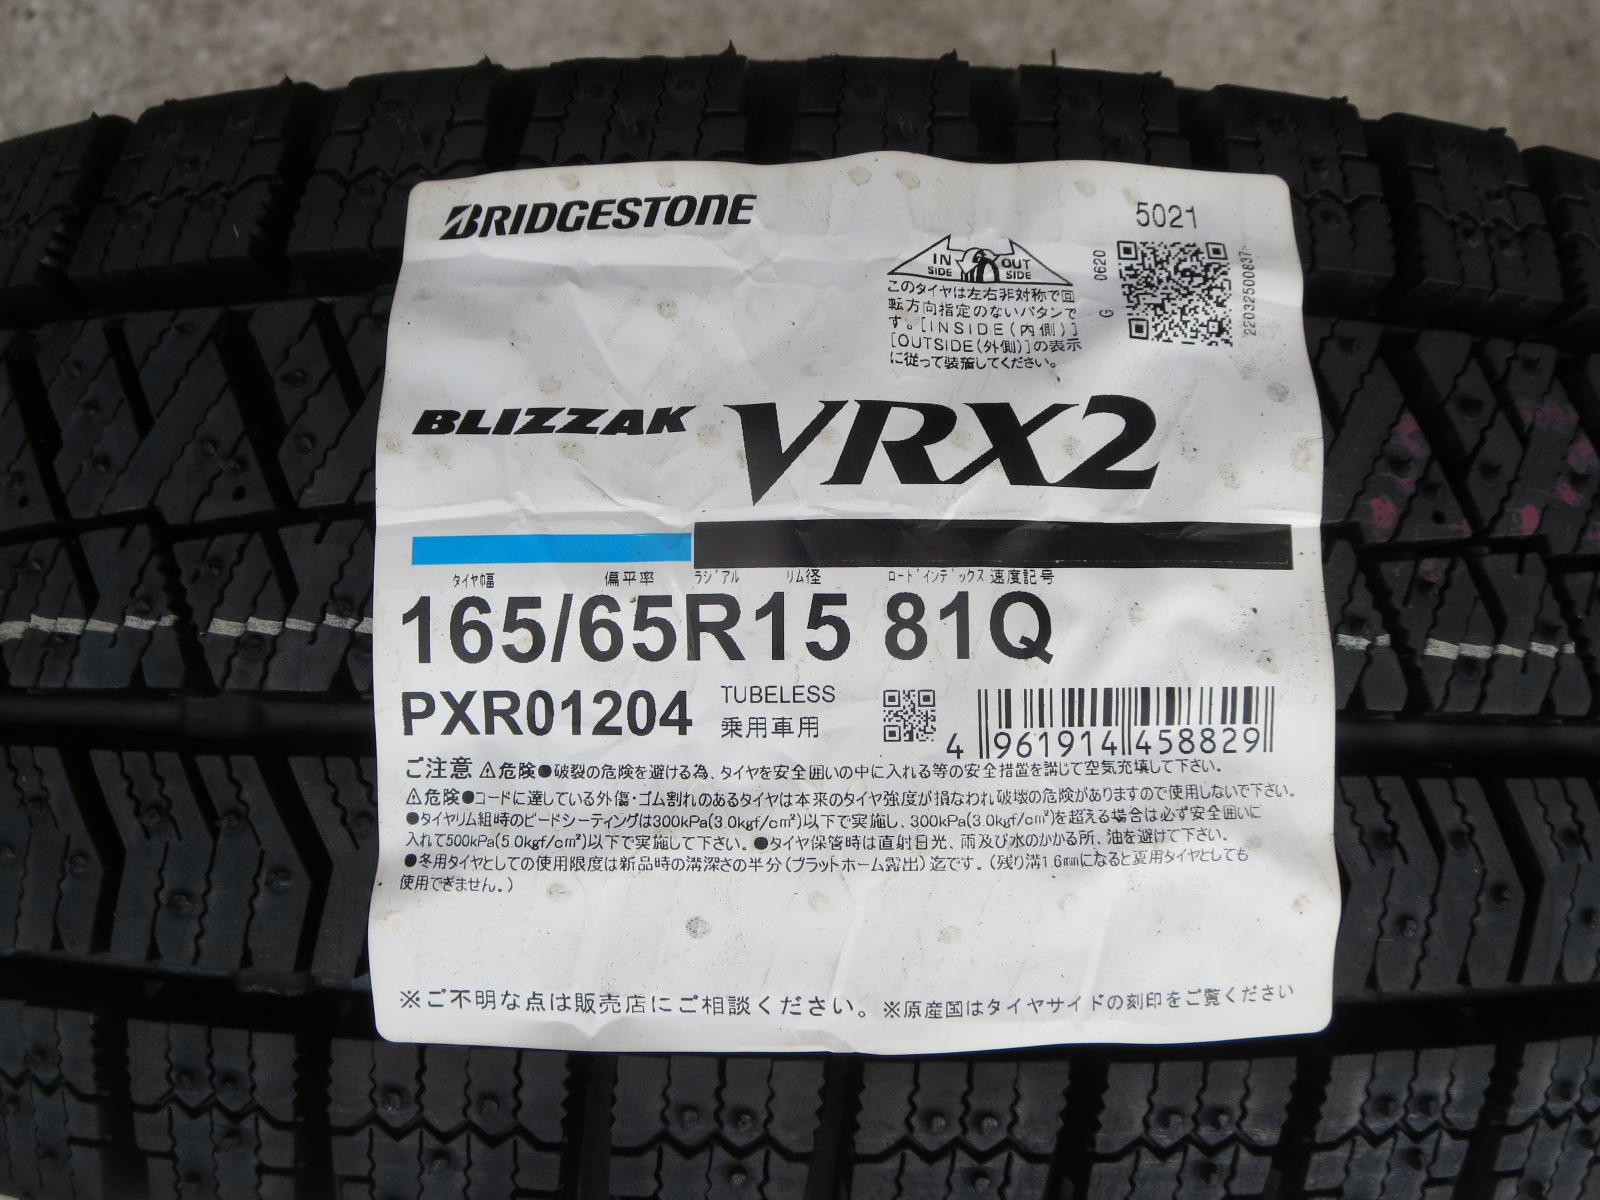 BRIDGESTONE
5021
IN SIDE OUT SIDE
G 0620
2203250083?
このタイヤは左右非対称で回
転方向指定のないパタンで
す。[INSIDE(内側)]
[OUTSIDE(外側)]の表示
に従って装着してください。
BLIZZAK VRX2
タイヤ幅 偏平率 ラジアル リム径 ロードインデックス 速度記号
165/65R15 81Q
PXR01204 TUBELESS
乗用車用
4 961914 458829
ご注意 ⚠危険●破裂の危険を避ける為、タイヤを安全囲いの中に入れる等の安全措置を講じて空気充填して下さい。
⚠危険●コードに達している外傷・ゴム割れのあるタイヤは本来のタイヤ強度が損なわれ破壊の危険がありますので使用しないで下さい。
●タイヤリム組時のビードシーティングは300kPa(3.0kgf/cm²)以下で実施し、300kPa(3.0kgf/cm²)を超える場合は必ず安全囲いに
入れて500kPa(5.0kgf/cm²)以下で実施して下さい。●タイヤ保管時は直射日光、雨及び水のかかる所、油を避けて下さい。
●冬用タイヤとしての使用限度は新品時の溝深さの半分(プラットホーム露出)迄です。(残り溝1.6mmになると夏用タイヤとしても
使用できません。)
※ご不明な点は販売店にご相談ください。 ※原産国はタイヤサイドの刻印をご覧ください